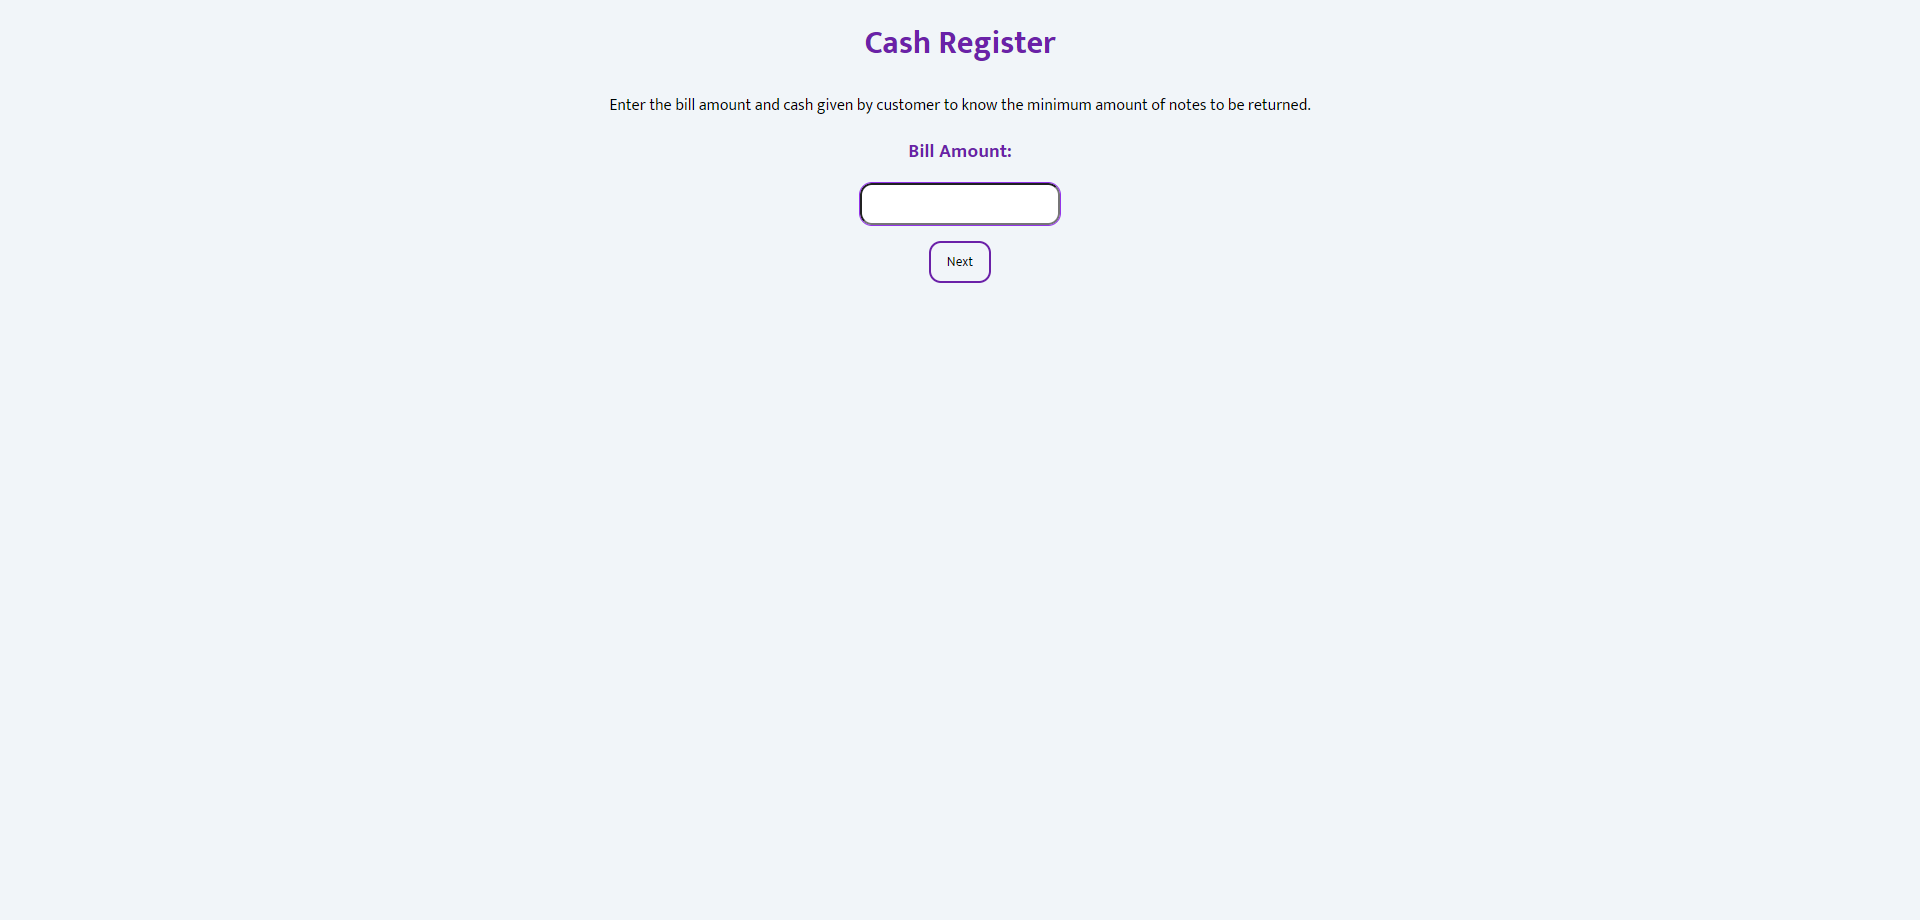 Cash Register
Enter the bill amount and cash given by customer to know the minimum amount of notes to be returned.
Bill Amount:
Next